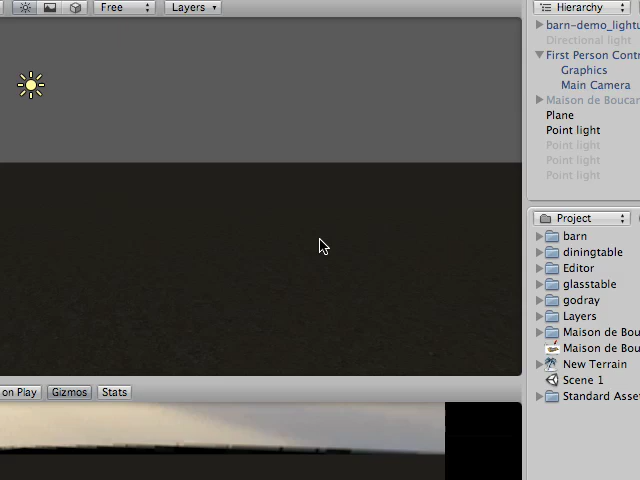 Free
Layers
Hierarchy
barn-demo_lightu
Directional light
First Person Contr
Graphics
Main Camera
Maison de Boucar
Plane
Point light
Point light
Point light
Point light
Project
barn
diningtable
Editor
glasstable
godray
Layers
Maison de Bou
Maison de Bou
New Terrain
Scene 1
Standard Asset
on Play
Gizmos
Stats